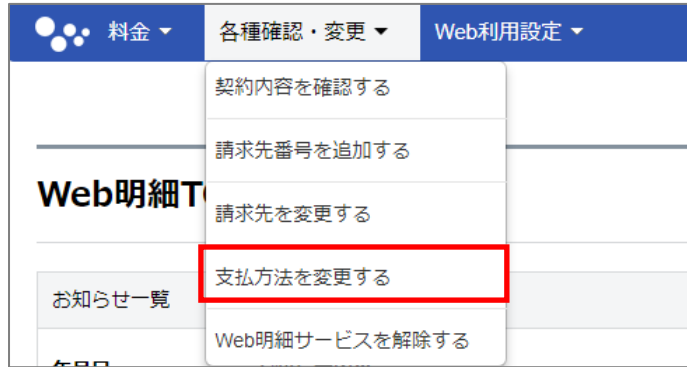 料金 ▼ 各種確認・変更 ▼ Web利用設定 ▼
契約内容を確認する
請求先番号を追加する
Web明細T
請求先を変更する
支払方法を変更する
お知らせ一覧
Web明細サービスを解除する